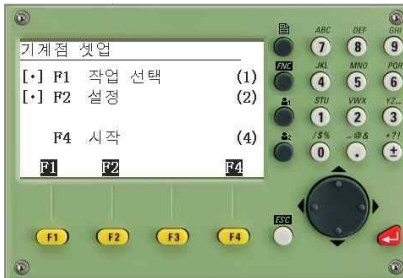 기계점 셋업
[·] F1 작업 선택 (1)
[·] F2 설정 (2)
F4 시작 (4)
F1 F2 F4
F1 F2 F3 F4
ESC
FNC
ABC DEF GHI
7 8 9
JKL MNO PQR
4 5 6
STU VWX YZ...
1 2 3
/$% _@& *?!
0 . ±